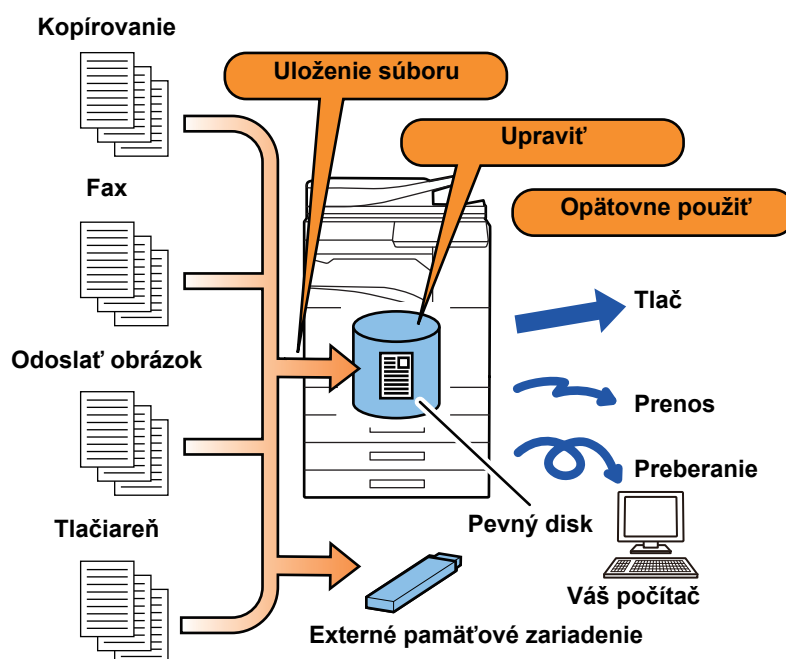 Kopírovanie
Uloženie súboru
Upraviť
Fax
Opätovne použiť
Tlač
Odoslať obrázok
Prenos
Preberanie
Tlačiareň
Pevný disk
Váš počítač
Externé pamäťové zariadenie